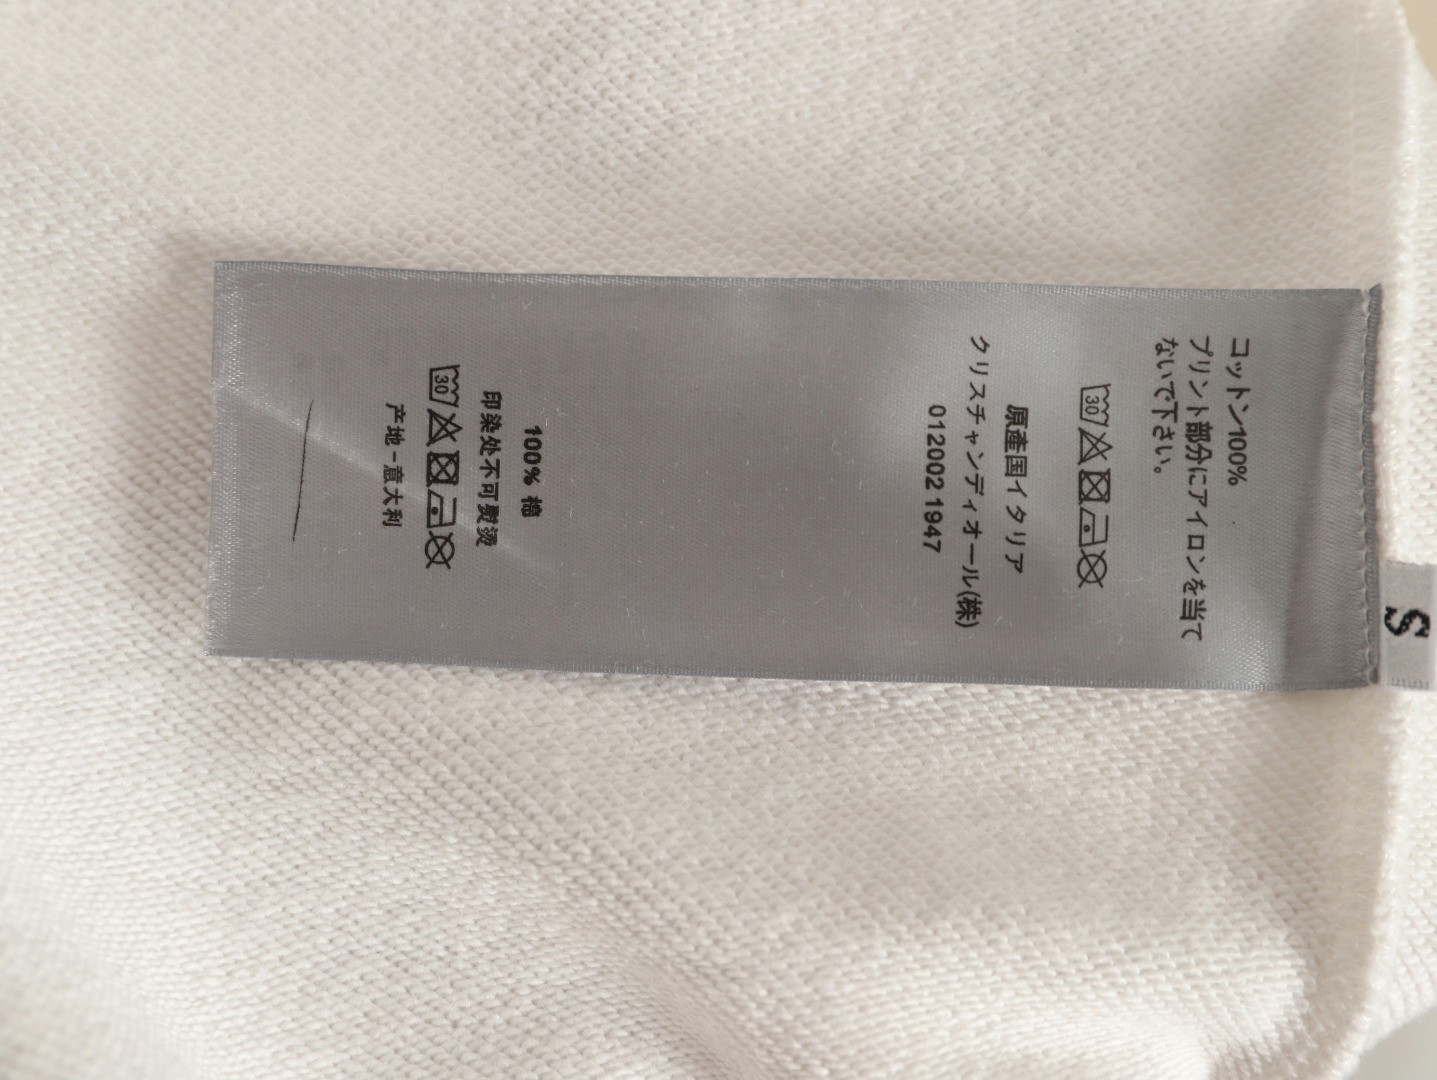 S
コットン100%
プリント部分にアイロンを当て
ないで下さい。
30
原産国イタリア
クリスチャンディオール(株)
0120021947
100% 棉
印染处不可熨烫
30
产地-意大利